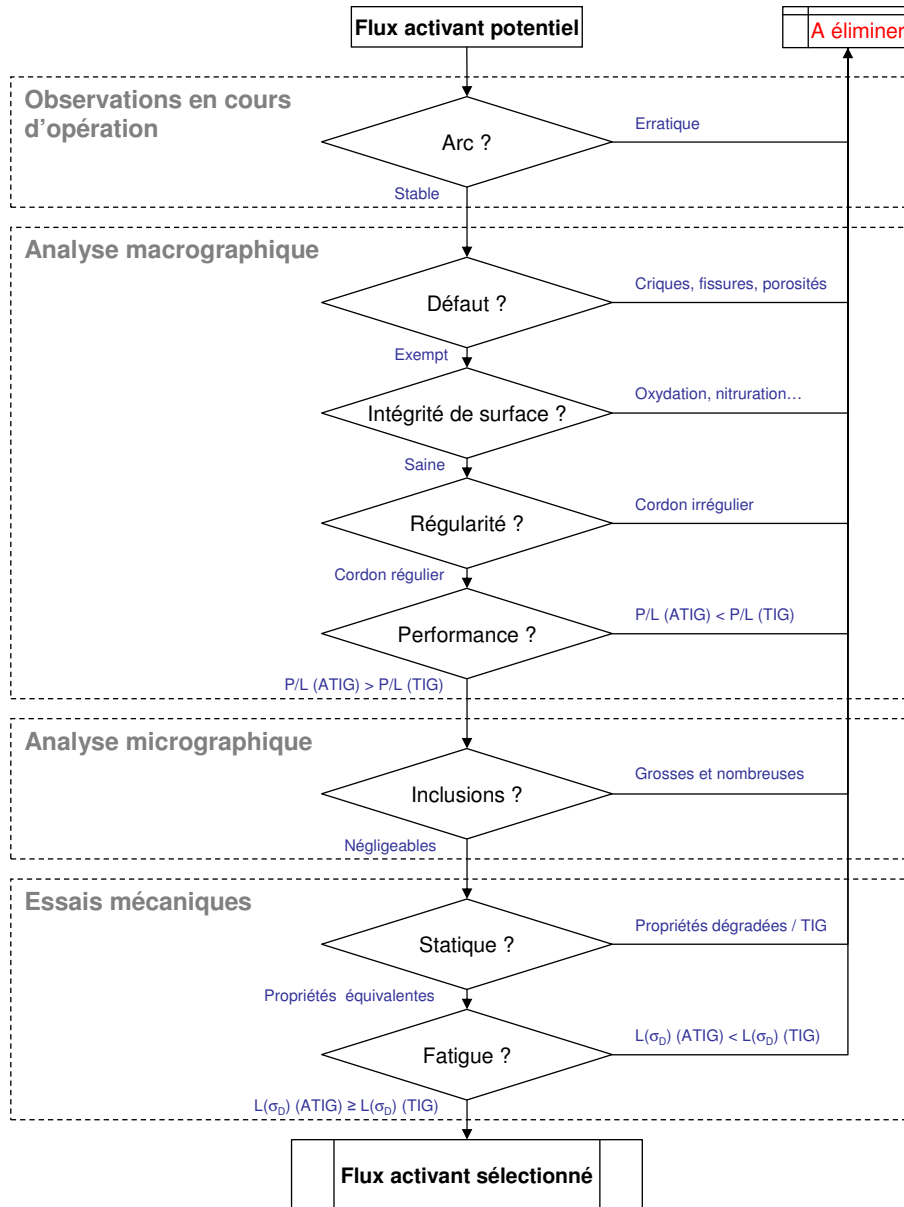 Flux activant potentiel
A éliminer
Observations en cours
d’opération
Arc ?
Erratique
Stable
Analyse macrographique
Défaut ?
Criques, fissures, porosités
Exempt
Intégrité de surface ?
Oxydation, nitruration…
Saine
Régularité ?
Cordon irrégulier
Cordon régulier
Performance ?
P/L (ATIG) < P/L (TIG)
P/L (ATIG) > P/L (TIG)
Analyse micrographique
Inclusions ?
Grosses et nombreuses
Négligeables
Essais mécaniques
Statique ?
Propriétés dégradées / TIG
Propriétés équivalentes
Fatigue ?
L(σD) (ATIG) < L(σD) (TIG)
L(σD) (ATIG) ≥ L(σD) (TIG)
Flux activant sélectionné